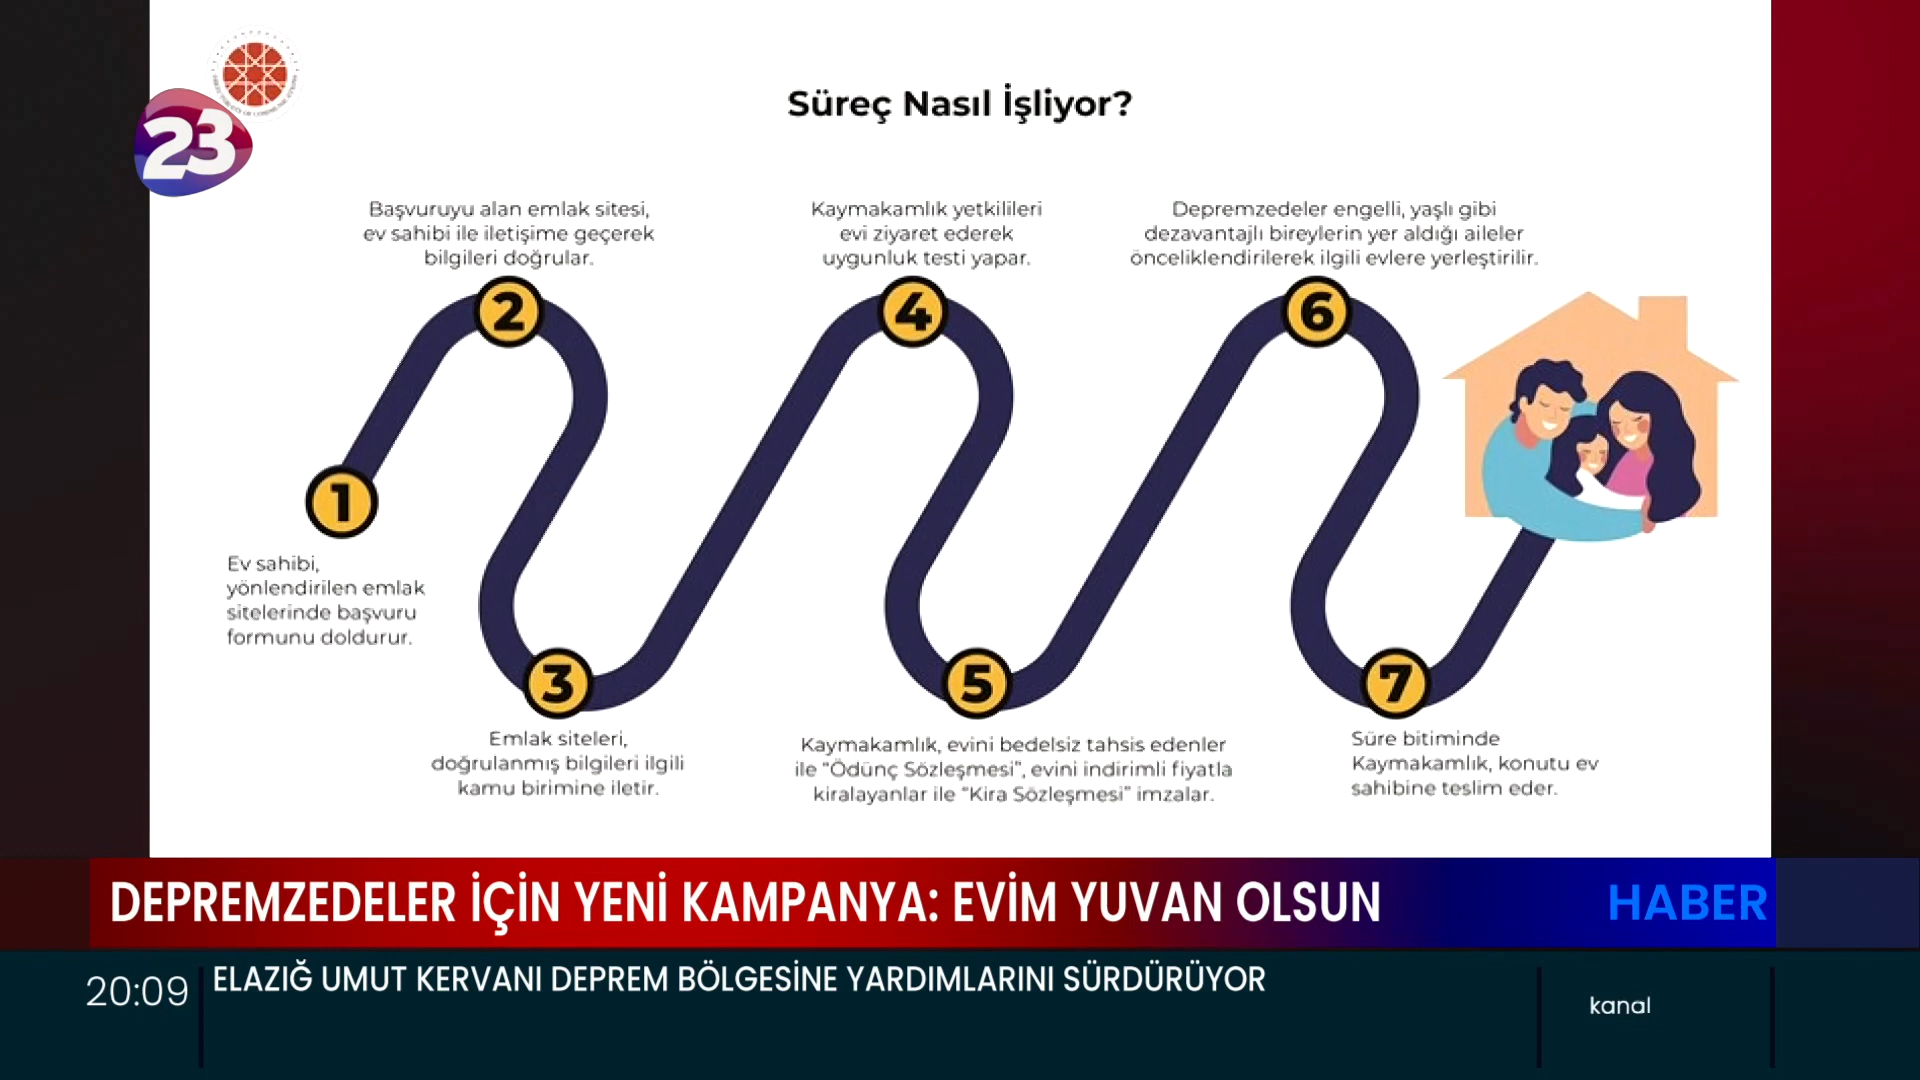 23
Süreç Nasıl İşliyor?
Başvuruyu alan emlak sitesi,
ev sahibi ile iletişime geçerek
bilgileri doğrular.
Kaymakamlık yetkilileri
evi ziyaret ederek
uygunluk testi yapar.
Depremzedeler engelli, yaşlı gibi
dezavantajlı bireylerin yer aldığı aileler
önceliklendirilerek ilgili evlere yerleştirilir.
2
4
6
1
Ev sahibi,
yönlendirilen emlak
sitelerinde başvuru
formunu doldurur.
3
5
7
Emlak siteleri,
doğrulanmış bilgileri ilgili
kamu birimine iletir.
Kaymakamlık, evini bedelsiz tahsis edenler
ile "Ödünç Sözleşmesi", evini indirimli fiyatla
kiralayanlar ile "Kira Sözleşmesi" imzalar.
Süre bitiminde
Kaymakamlık, konutu ev
sahibine teslim eder.
DEPREMZEDELER İÇİN YENİ KAMPANYA: EVİM YUVAN OLSUN
HABER
20:09
ELAZIĞ UMUT KERVANI DEPREM BÖLGESİNE YARDIMLARINI SÜRDÜRÜYOR
kanal